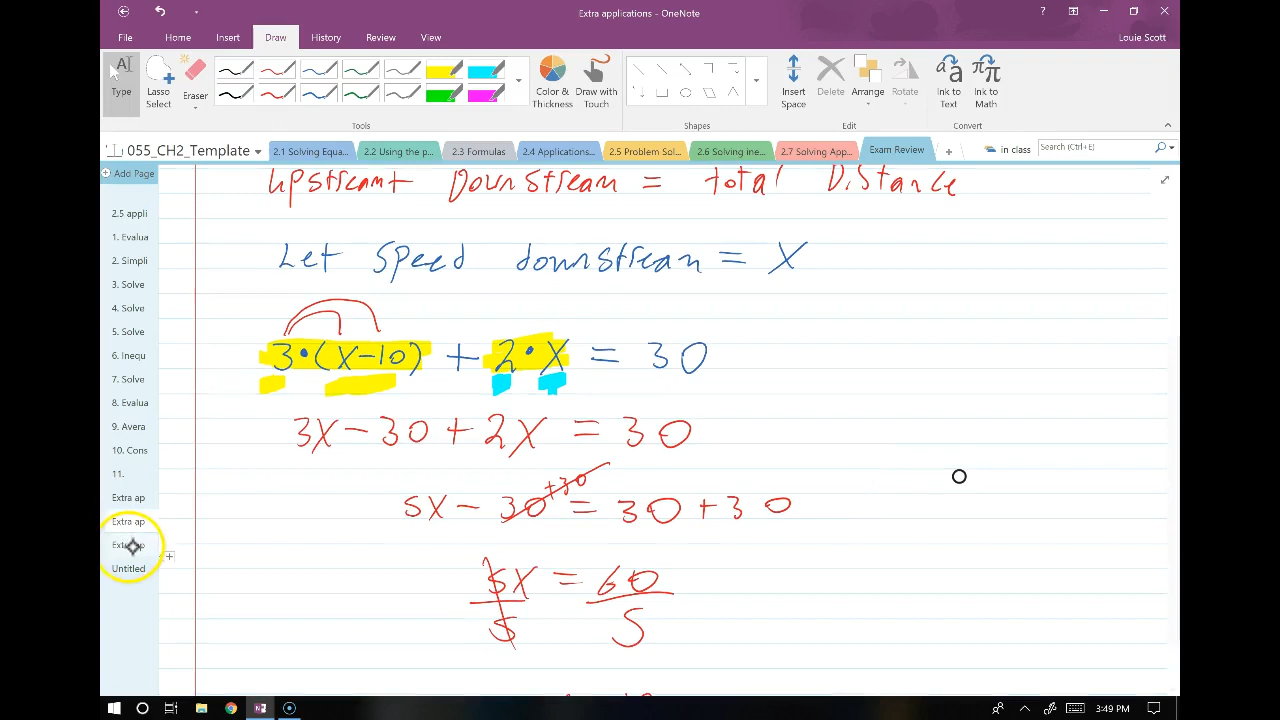 Extra applications - OneNote
File Home Insert Draw History Review View
Louie Scott
Type Lasso Select Eraser Color & Thickness Draw with Touch Insert Space Delete Arrange Rotate Ink to Text Ink to Math
Tools Shapes Edit Convert
055_CH2_Template 2.1 Solving Equa... 2.2 Using the p... 2.3 Formulas 2.4 Applications... 2.5 Problem Sol... 2.6 Solving ine... 2.7 Solving App... Exam Review + in class Search (Ctrl+E)
Add Page
2.5 appli
1. Evalua
2. Simpli
3. Solve
4. Solve
5. Solve
6. Inequ
7. Solve
8. Evalua
9. Avera
10. Cons
11.
Extra ap
Extra ap
Untitled
Upstream + Downstream = total Distance
Let speed downstream = X
3•(X-10) + 2•X = 30
3X - 30 + 2X = 30
+30
5X - 30 = 30 + 30
5X = 60
5 5
3:49 PM